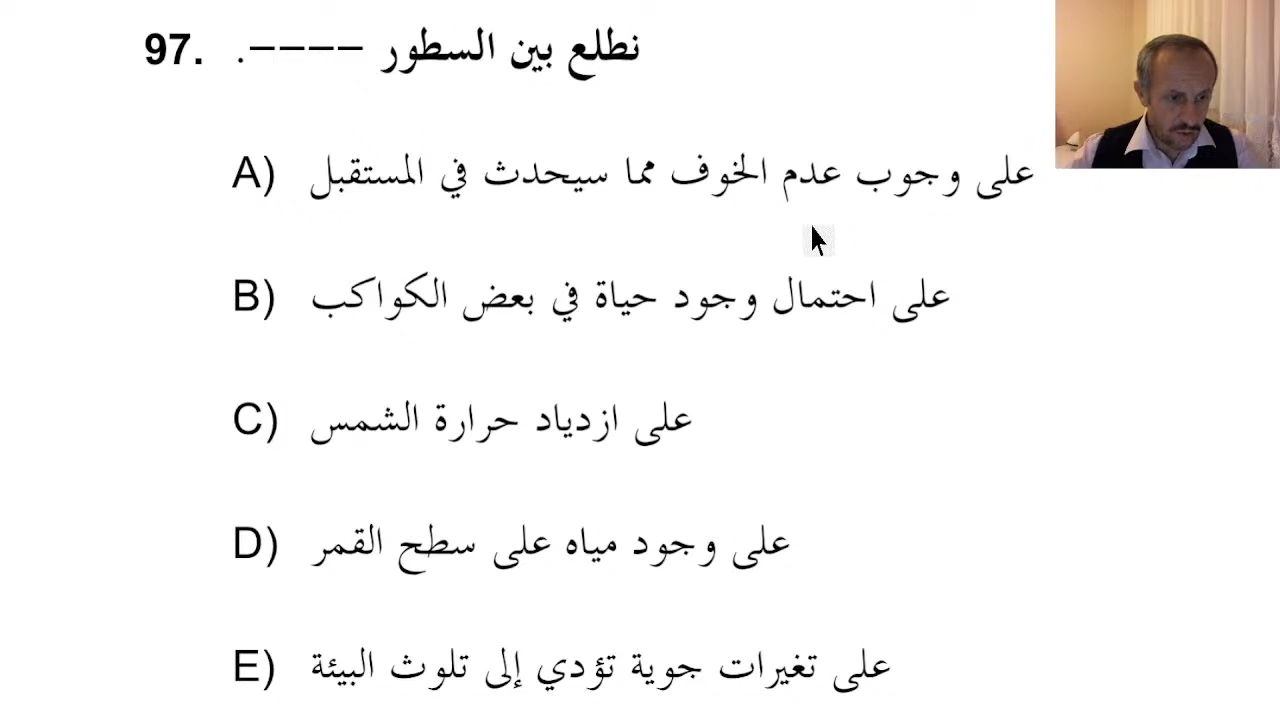 97. نطلع بين السطور ----.
A) على وجوب عدم الخوف مما سيحدث في المستقبل
B) على احتمال وجود حياة في بعض الكواكب
C) على ازدياد حرارة الشمس
D) على وجود مياه على سطح القمر
E) على تغيرات جوية تؤدي إلى تلوث البيئة